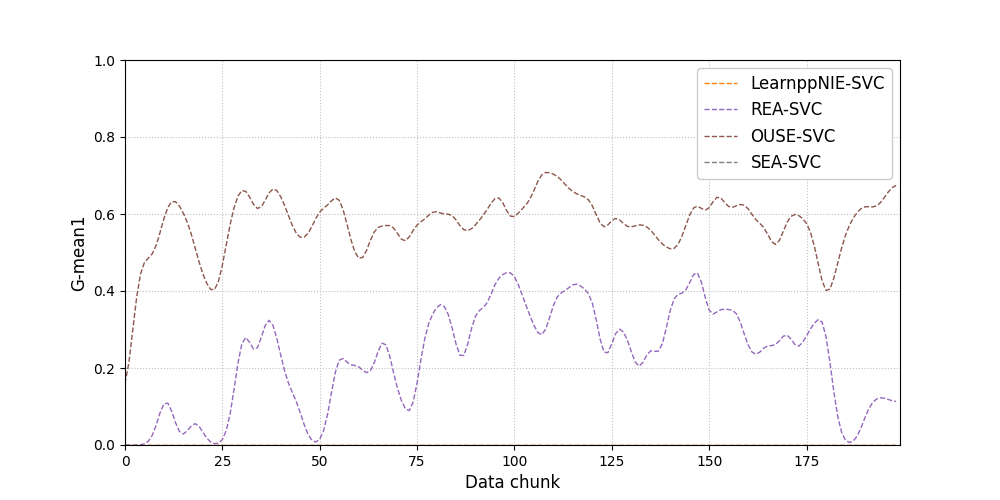 1.0
0.8
0.6
0.4
0.2
0.0
G-mean1
0
25
50
75
100
125
150
175
Data chunk
LearnppNIE-SVC
REA-SVC
OUSE-SVC
SEA-SVC